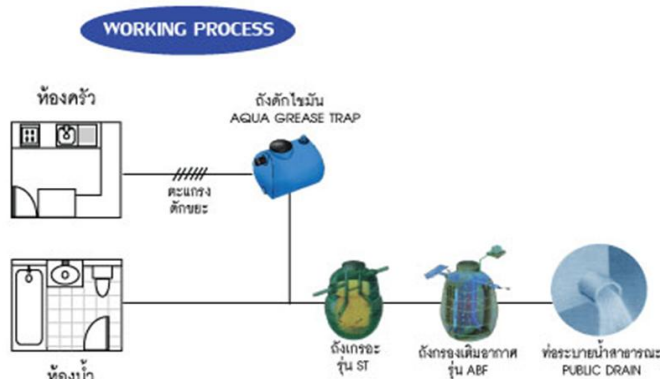 WORKING PROCESS
ห้องครัว
ถังดักไขมัน
AQUA GREASE TRAP
ตะแกรง
ดักขยะ
ห้องน้ำ
ถังเกรอะ
รุ่น ST
ถังกรองเติมอากาศ
รุ่น ABF
ท่อระบายน้ำสาธารณะ
PUBLIC DRAIN